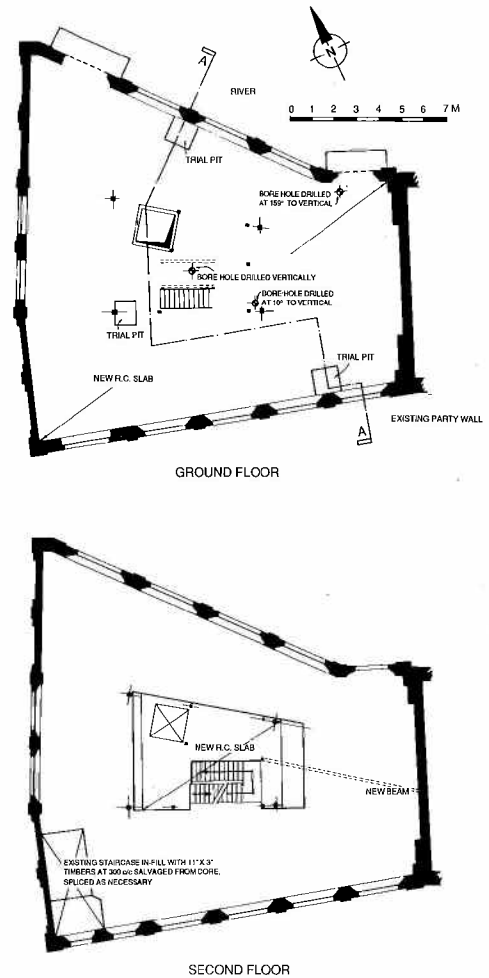 A
N
RIVER
0 1 2 3 4 5 6 7 M
TRIAL PIT
BORE HOLE DRILLED
AT 159° TO VERTICAL
BORE HOLE DRILLED VERTICALLY
BORE-HOLE DRILLED
AT 10° TO VERTICAL
TRIAL PIT
TRIAL PIT
NEW R.C. SLAB
EXISTING PARTY WALL
A
GROUND FLOOR
NEW R.C. SLAB
NEW BEAM
EXISTING STAIRCASE IN-FILL WITH 11" X 3"
TIMBERS AT 300 c/c SALVAGED FROM CORE,
SPLICED AS NECESSARY
SECOND FLOOR